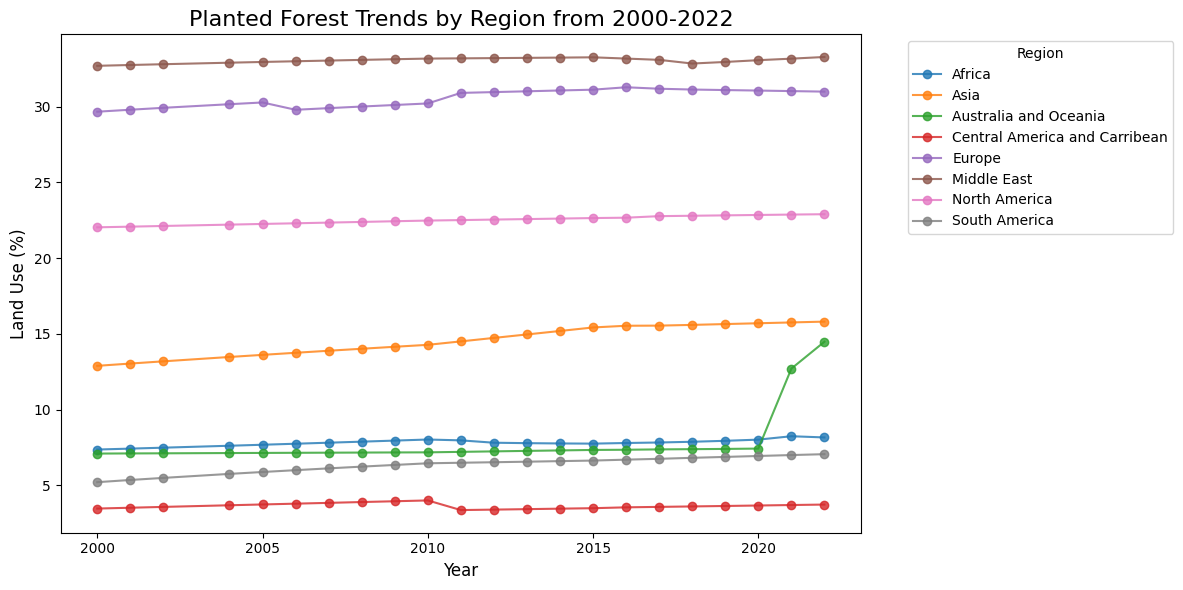 Planted Forest Trends by Region from 2000-2022
Land Use (%)
30
25
20
15
10
5
2000 2005 2010 2015 2020
Year
Region
Africa
Asia
Australia and Oceania
Central America and Carribean
Europe
Middle East
North America
South America